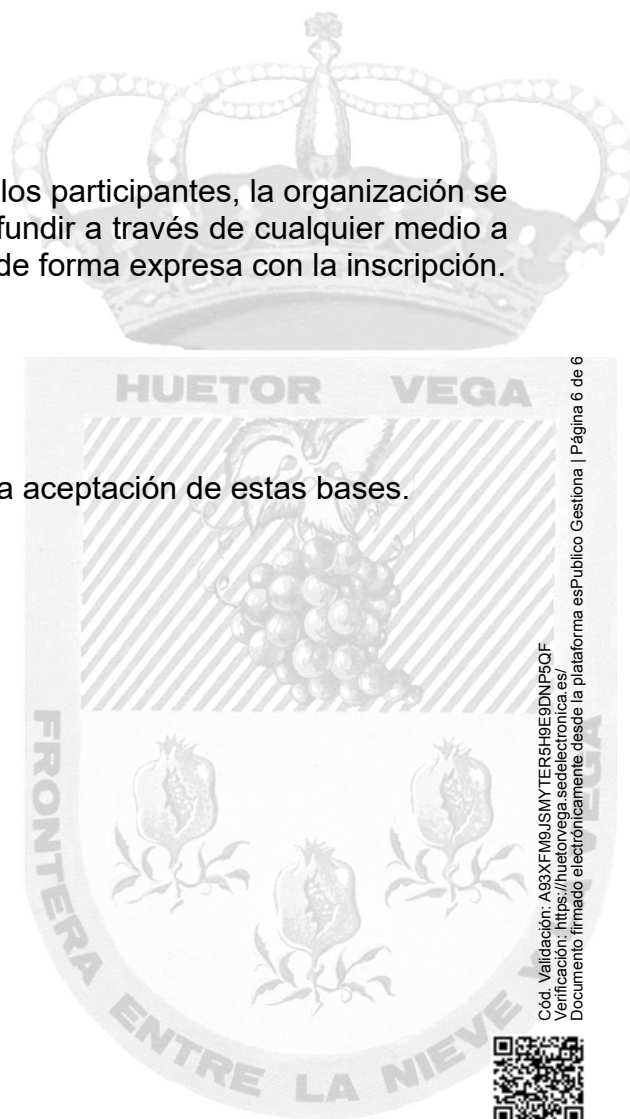 los participantes, la organización se
fundir a través de cualquier medio a
de forma expresa con la inscripción.
HUETOR VEGA
a aceptación de estas bases.
FRONTERA ENTRE LA NIEVE Y VEGA
Cód. Validación: A93XFM9JSMYTER5H9E9DNP5QF
Verificación: https://huetorvega.sedelectronica.es/
Documento firmado electrónicamente desde la plataforma esPublico Gestiona | Página 6 de 6